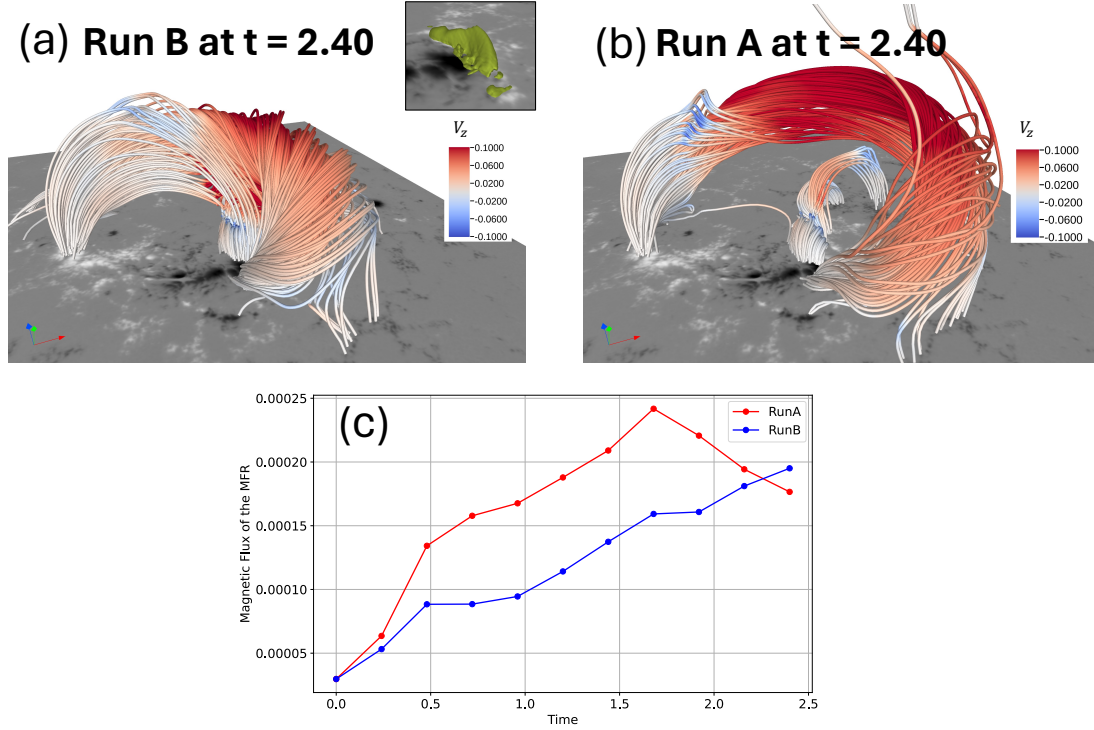 (a) Run B at t = 2.40
V_z
0.1000
0.0600
0.0200
-0.0200
-0.0600
-0.1000
(b) Run A at t = 2.40
V_z
0.1000
0.0600
0.0200
-0.0200
-0.0600
-0.1000
(c)
RunA
RunB
Magnetic Flux of the MFR
0.00025
0.00020
0.00015
0.00010
0.00005
0.0
0.5
1.0
1.5
2.0
2.5
Time